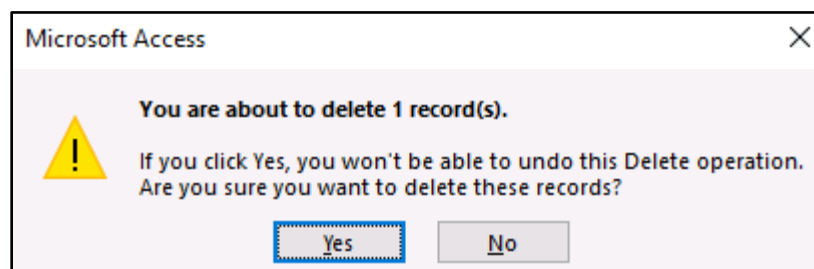 Microsoft Access
You are about to delete 1 record(s).
If you click Yes, you won't be able to undo this Delete operation.
Are you sure you want to delete these records?
Yes No